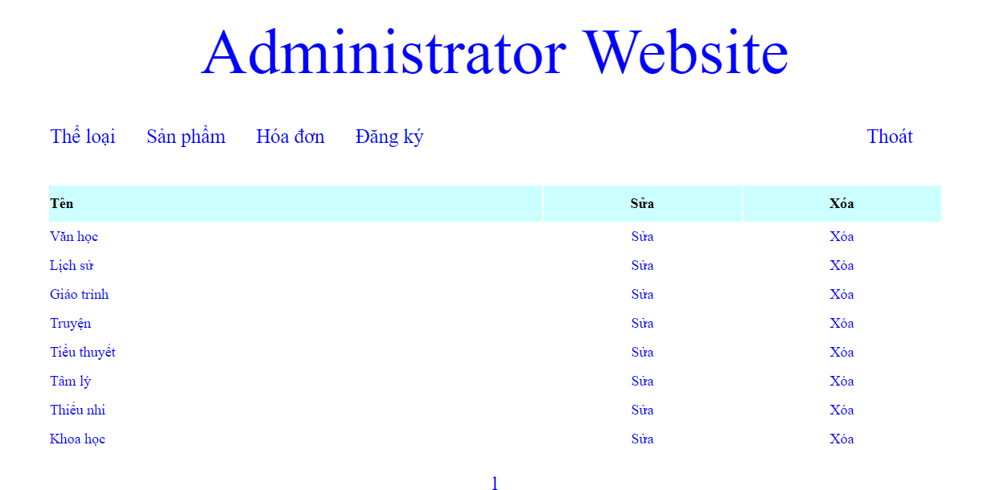 Administrator Website
Thể loại Sản phẩm Hóa đơn Đăng ký Thoát
Tên Sửa Xóa
Văn học Sửa Xóa
Lịch sử Sửa Xóa
Giáo trình Sửa Xóa
Truyện Sửa Xóa
Tiểu thuyết Sửa Xóa
Tâm lý Sửa Xóa
Thiếu nhi Sửa Xóa
Khoa học Sửa Xóa
1